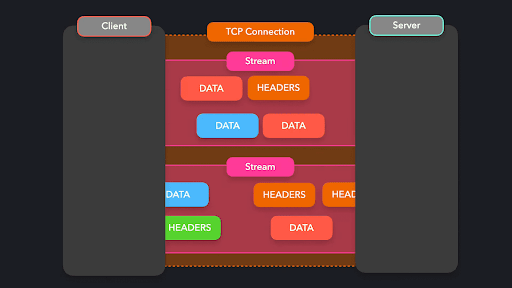 Client
TCP Connection
Server
Stream
DATA
HEADERS
DATA
DATA
Stream
DATA
HEADERS
HEAD
HEADERS
DATA